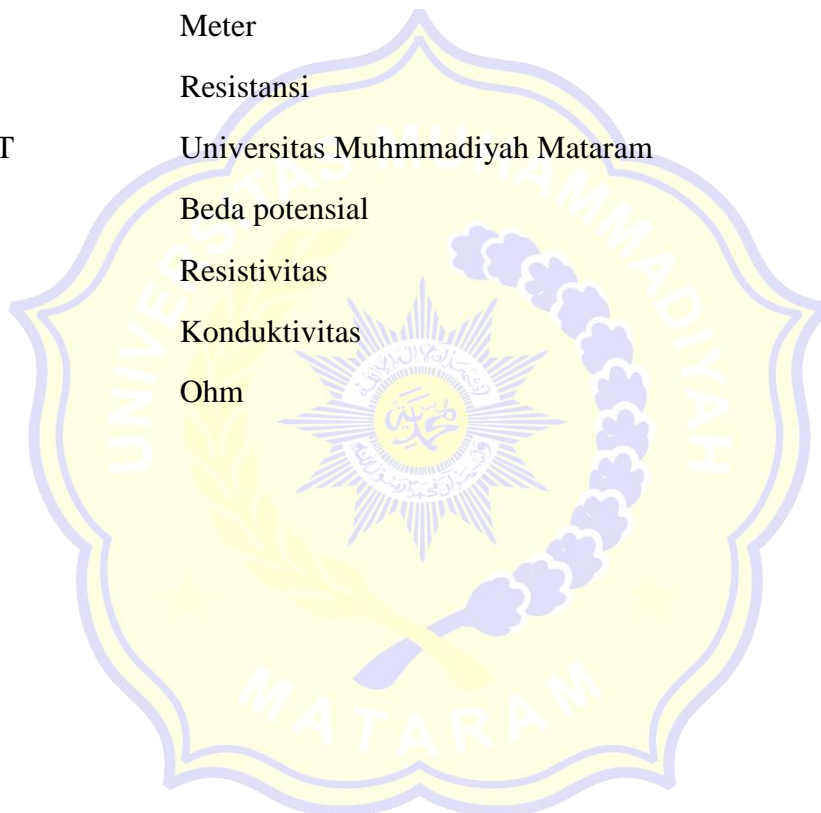 Meter
Resistansi
T Universitas Muhmmadiyah Mataram
Beda potensial
Resistivitas
Konduktivitas
Ohm
UNIVERSITAS MUHAMMADIYAH
MATARAM